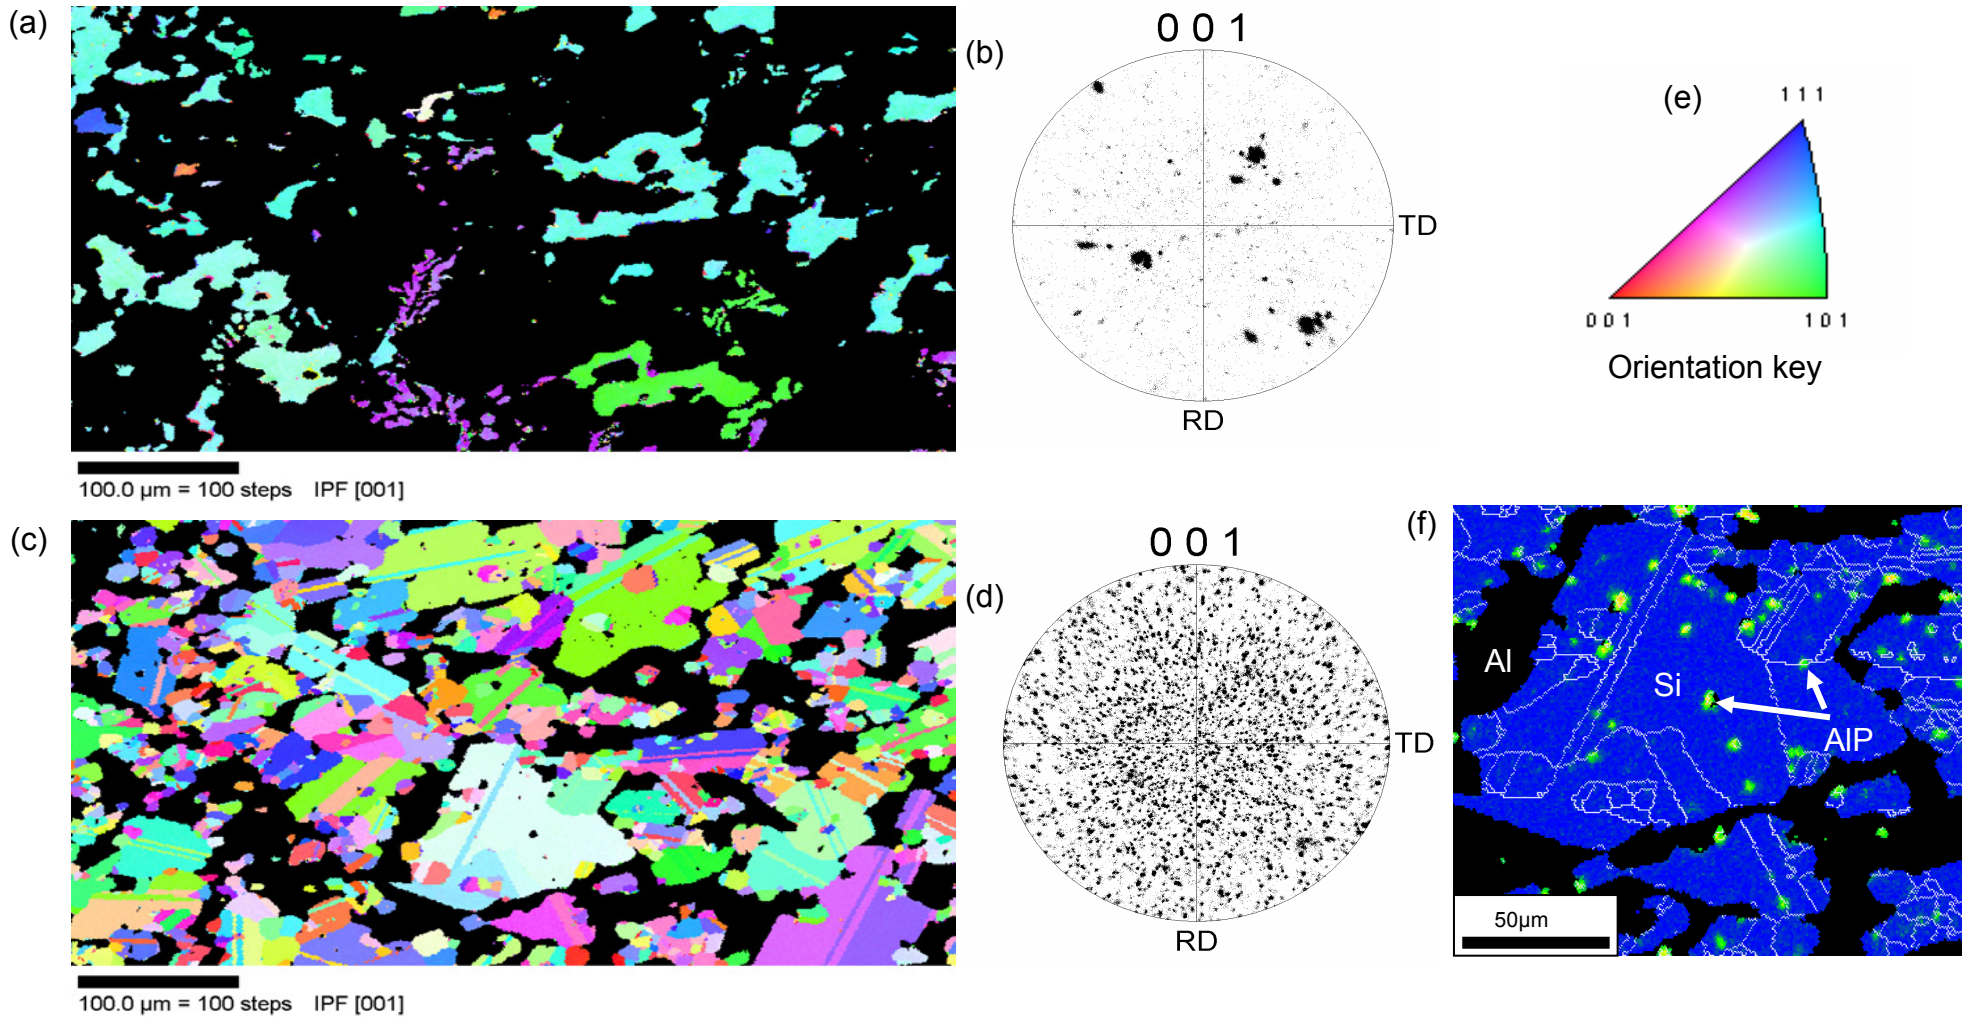 (a)
100.0 µm = 100 steps IPF [001]
(b)
0 0 1
TD
RD
(e)
1 1 1
0 0 1
1 0 1
Orientation key
(c)
100.0 µm = 100 steps IPF [001]
(d)
0 0 1
TD
RD
(f)
Al
Si
AlP
50µm